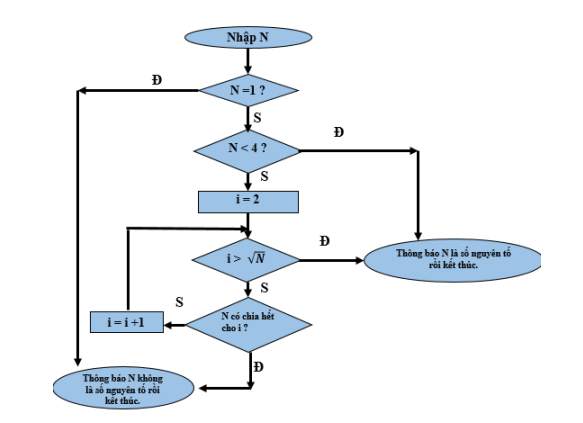 Nhập N
Đ
N =1 ?
S
Đ
N < 4 ?
S
i = 2
Đ
i > √N
Thông báo N là số nguyên tố
rồi kết thúc.
S
S
N có chia hết
cho i ?
i = i +1
Đ
Thông báo N không
là số nguyên tố rồi
kết thúc.